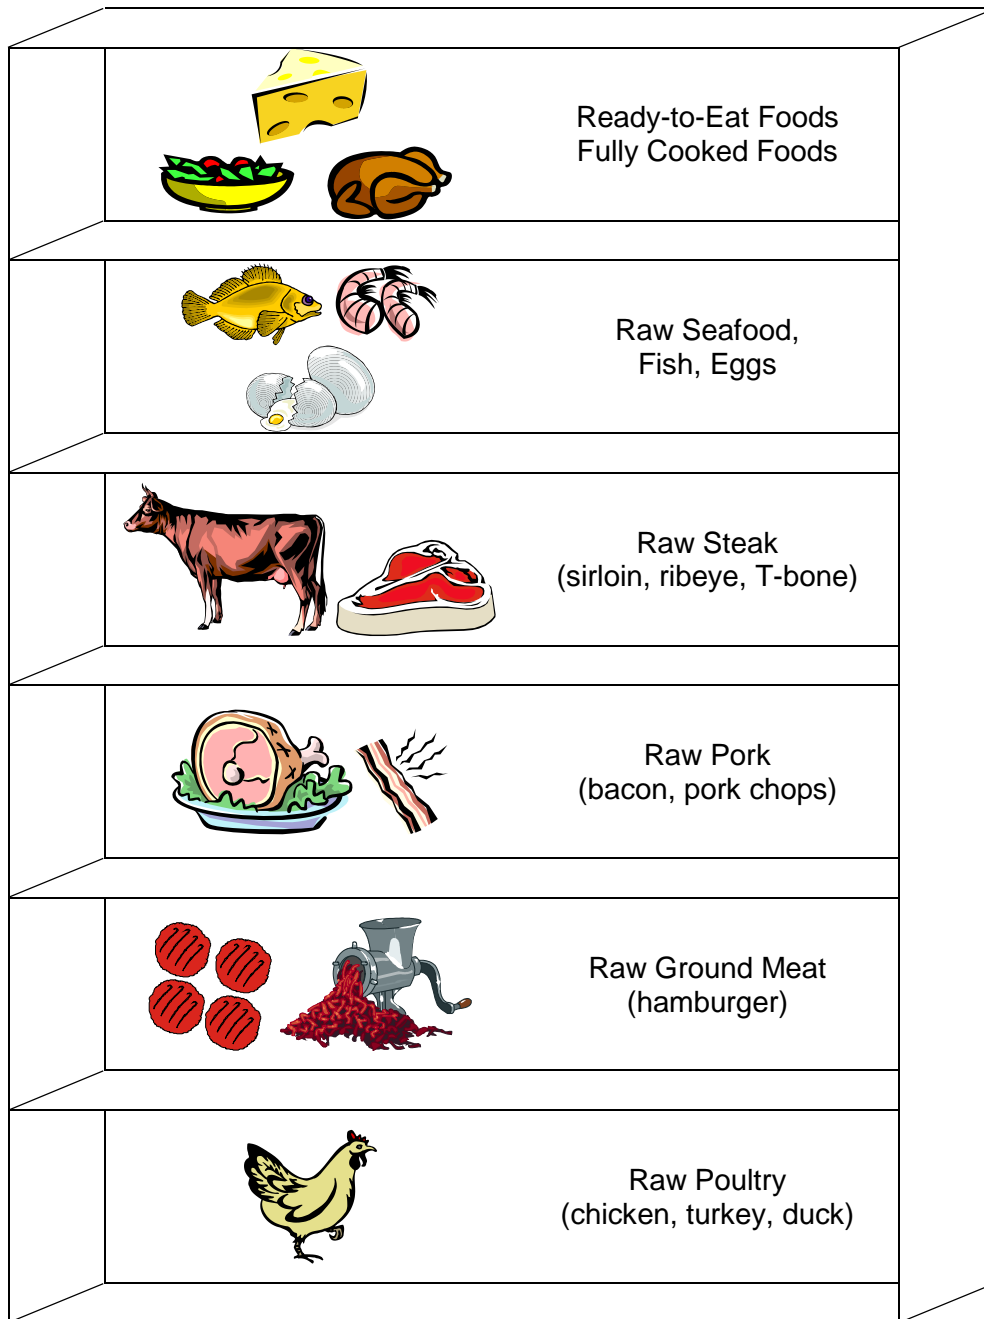 Ready-to-Eat Foods
Fully Cooked Foods
Raw Seafood,
Fish, Eggs
Raw Steak
(sirloin, ribeye, T-bone)
Raw Pork
(bacon, pork chops)
Raw Ground Meat
(hamburger)
Raw Poultry
(chicken, turkey, duck)